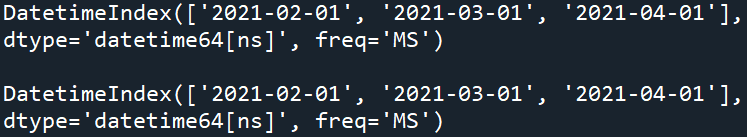 DatetimeIndex(['2021-02-01', '2021-03-01', '2021-04-01'],
dtype='datetime64[ns]', freq='MS')
DatetimeIndex(['2021-02-01', '2021-03-01', '2021-04-01'],
dtype='datetime64[ns]', freq='MS')